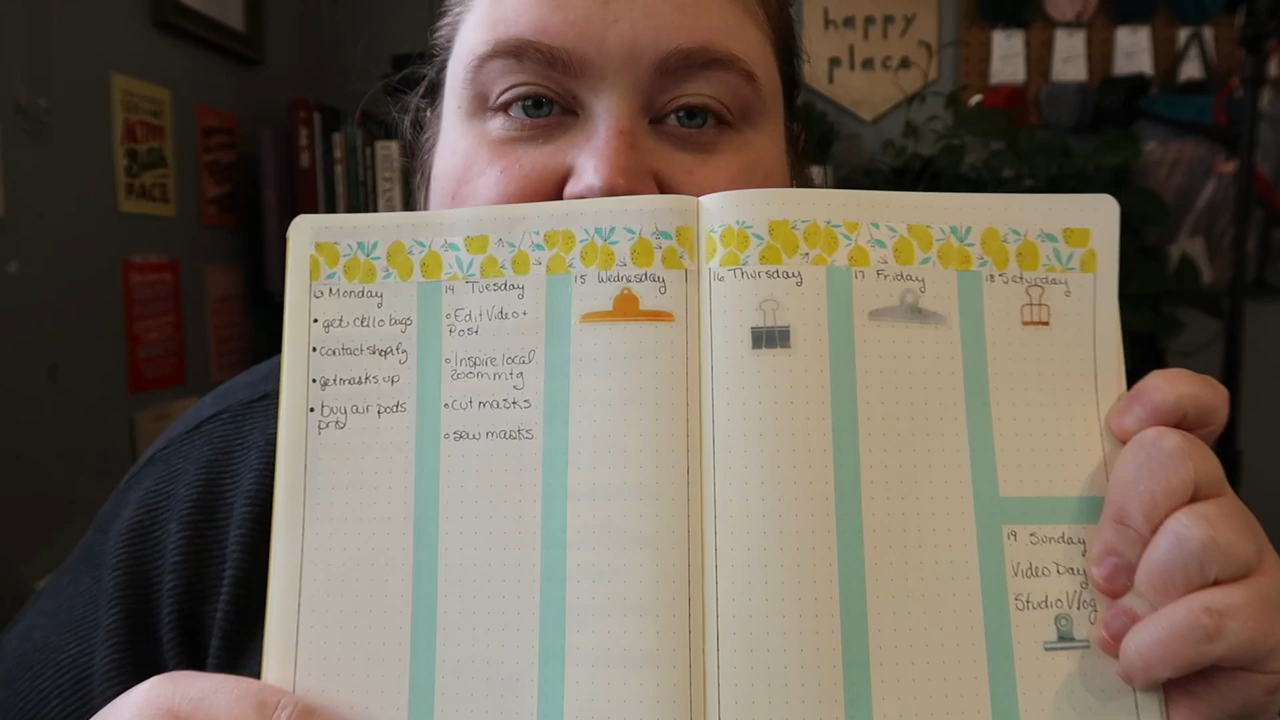 happy
place
13 Monday
• get cello bags
• contact shopify
• get masks up
• buy air pods
pro
14 Tuesday
◦ Edit Video +
Post
◦ Inspire local
zoom mtg
◦ cut masks
◦ sew masks
15 Wednesday
16 Thursday
17 Friday
18 Saturday
19 Sunday
Video Day
Studio Vlog